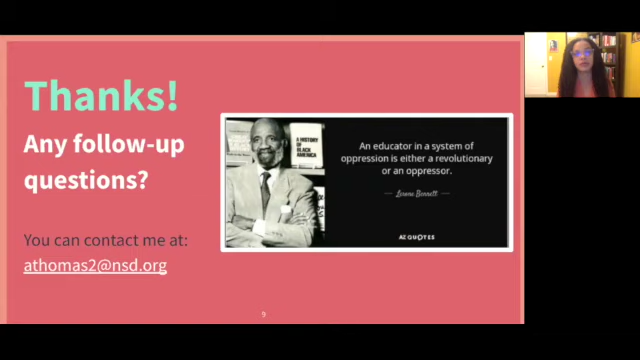 Thanks!
Any follow-up
questions?
You can contact me at:
athomas2@nsd.org
A HISTORY
OF
BLACK
AMERICA
An educator in a system of
oppression is either a revolutionary
or an oppressor.
Lerone Bennett
AZ QUOTES
9